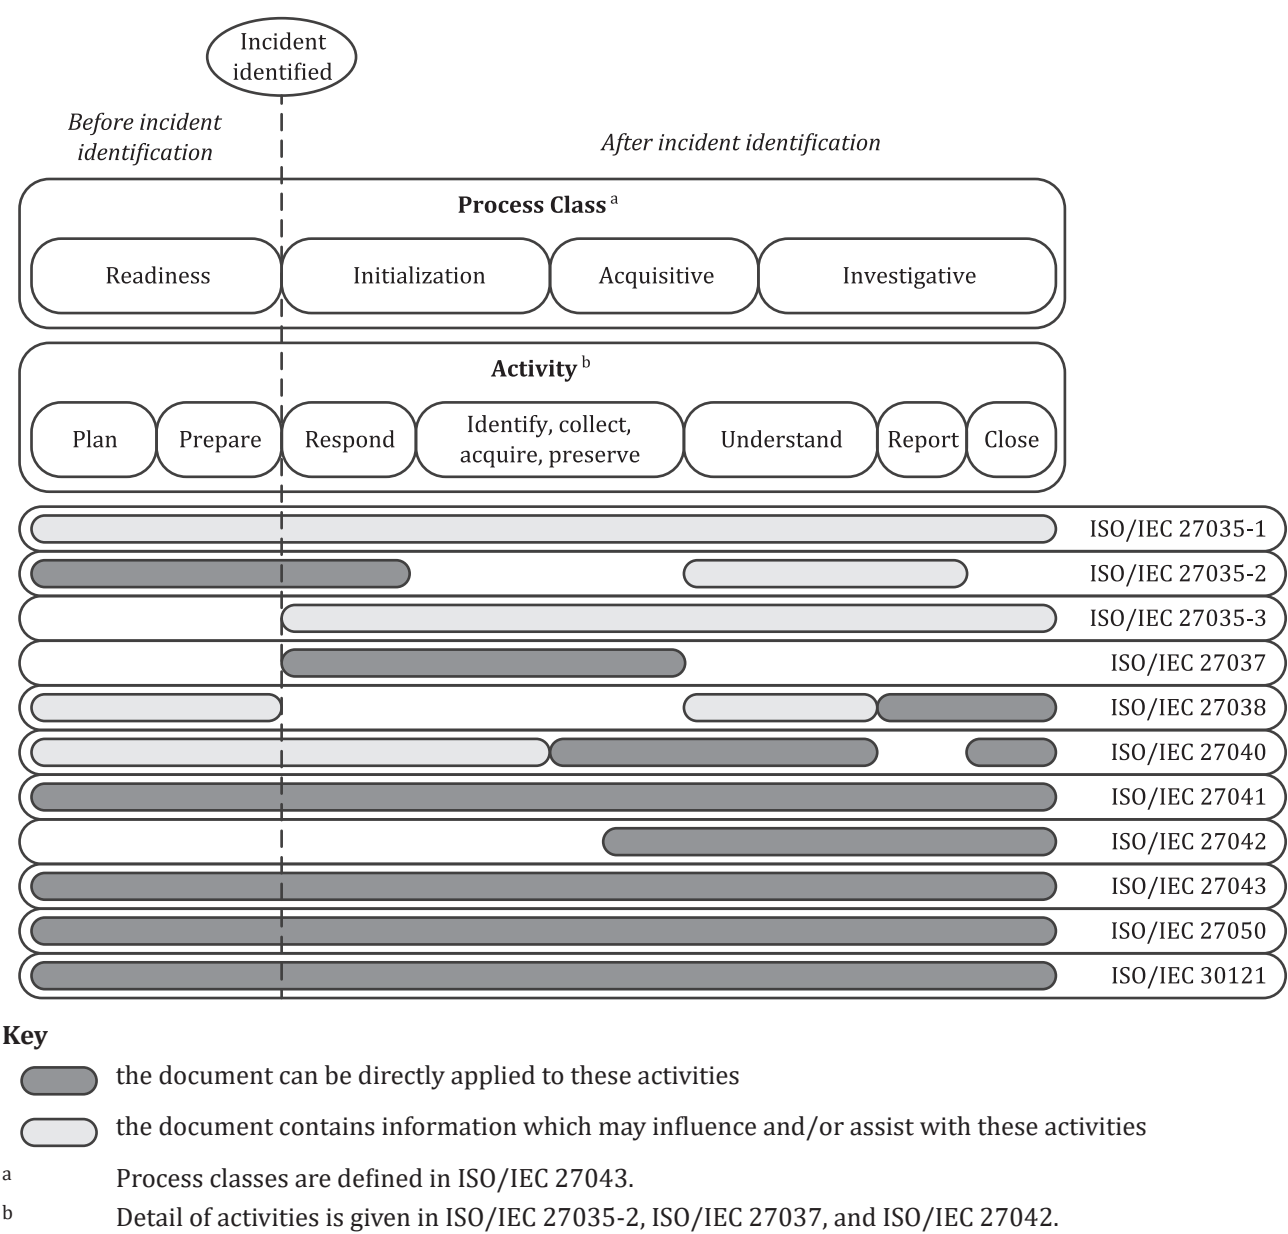 Incident
identified
Before incident
identification
After incident identification
Process Class a
Readiness
Initialization
Acquisitive
Investigative
Activity b
Plan
Prepare
Respond
Identify, collect,
acquire, preserve
Understand
Report
Close
ISO/IEC 27035-1
ISO/IEC 27035-2
ISO/IEC 27035-3
ISO/IEC 27037
ISO/IEC 27038
ISO/IEC 27040
ISO/IEC 27041
ISO/IEC 27042
ISO/IEC 27043
ISO/IEC 27050
ISO/IEC 30121
Key
the document can be directly applied to these activities
the document contains information which may influence and/or assist with these activities
a Process classes are defined in ISO/IEC 27043.
b Detail of activities is given in ISO/IEC 27035-2, ISO/IEC 27037, and ISO/IEC 27042.